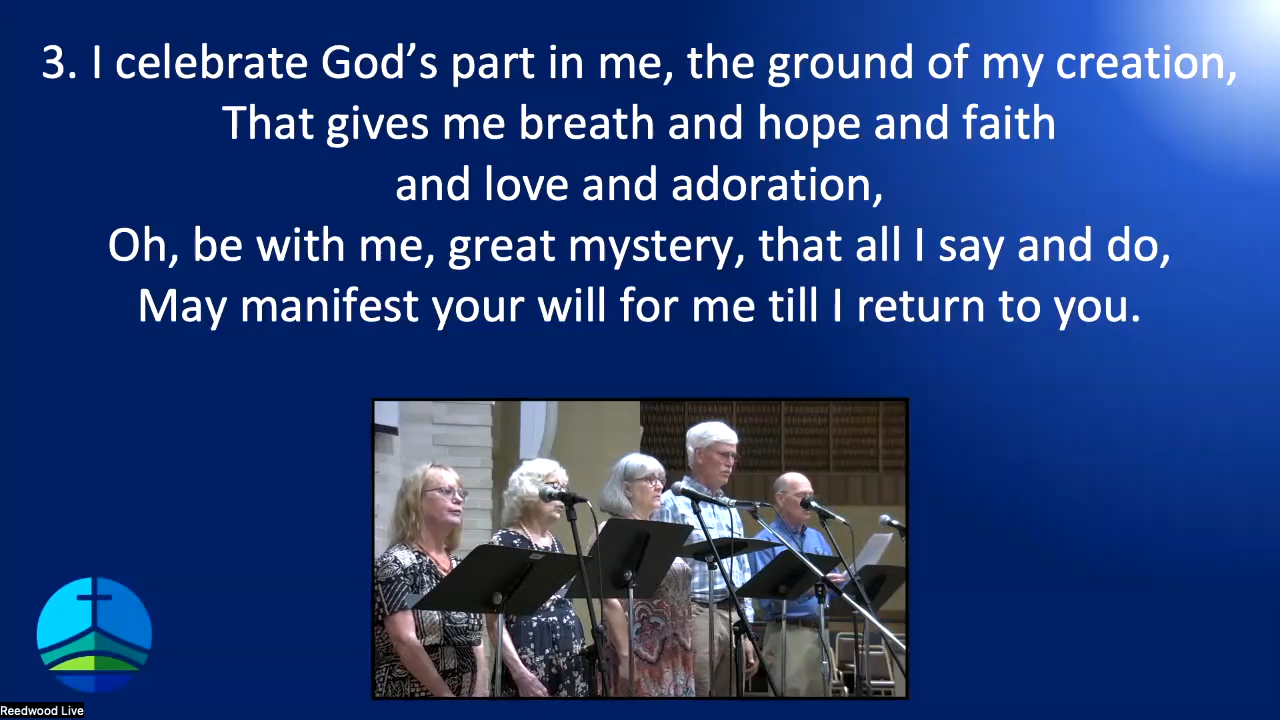 3. I celebrate God’s part in me, the ground of my creation,
That gives me breath and hope and faith
and love and adoration,
Oh, be with me, great mystery, that all I say and do,
May manifest your will for me till I return to you.
Reedwood Live